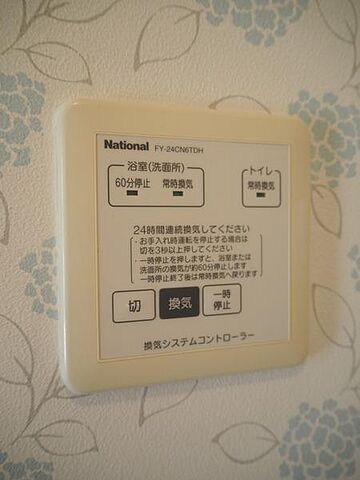 National FY-24CN6TDH
浴室(洗面所) トイレ
60分停止 常時換気 常時換気
24時間連続換気してください
・お手入れ時運転を停止する場合は
切を3秒以上押してください
・一時停止を押しますと、浴室または
洗面所の換気が約60分停止します
一時停止終了後は常時換気へ戻ります
切 換気 一時
停止
換気システムコントローラー